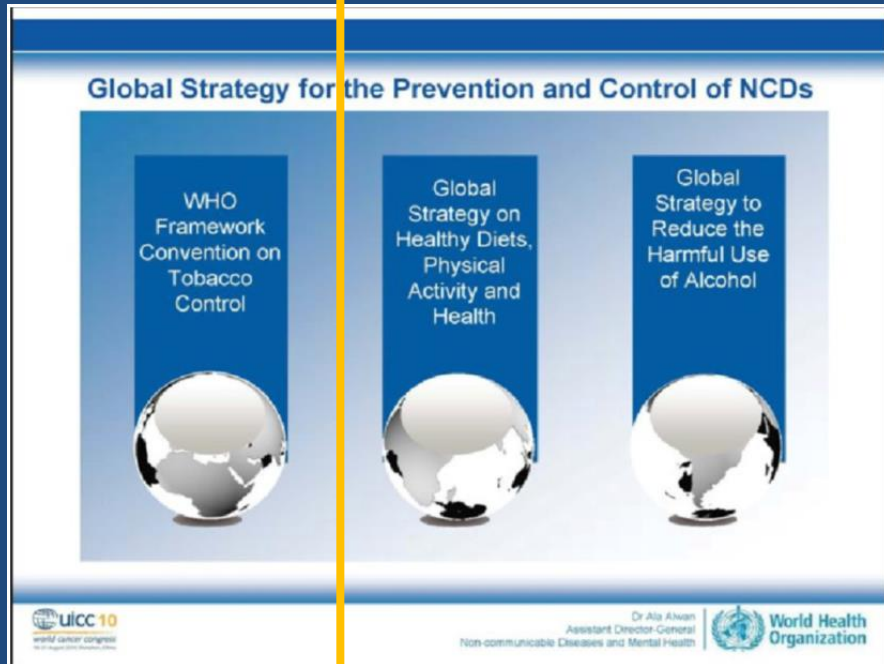 Global Strategy for the Prevention and Control of NCDs
WHO
Framework
Convention on
Tobacco
Control
Global
Strategy on
Healthy Diets,
Physical
Activity and
Health
Global
Strategy to
Reduce the
Harmful Use
of Alcohol
uicc 10
world cancer congress
Dr Ala Alwan
Assistant Director-General
Non-communicable Diseases and Mental Health
World Health
Organization